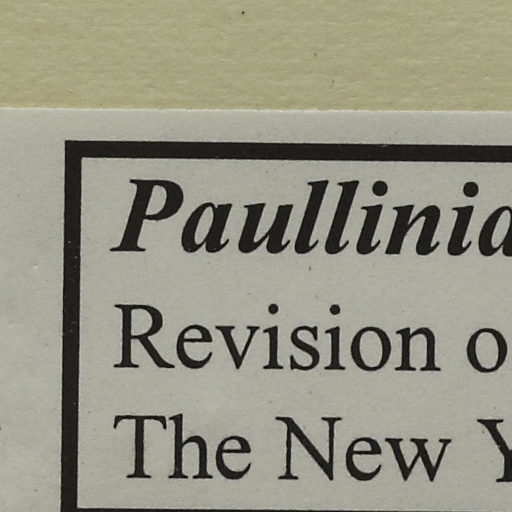 Paullinia
Revision o
The New Y